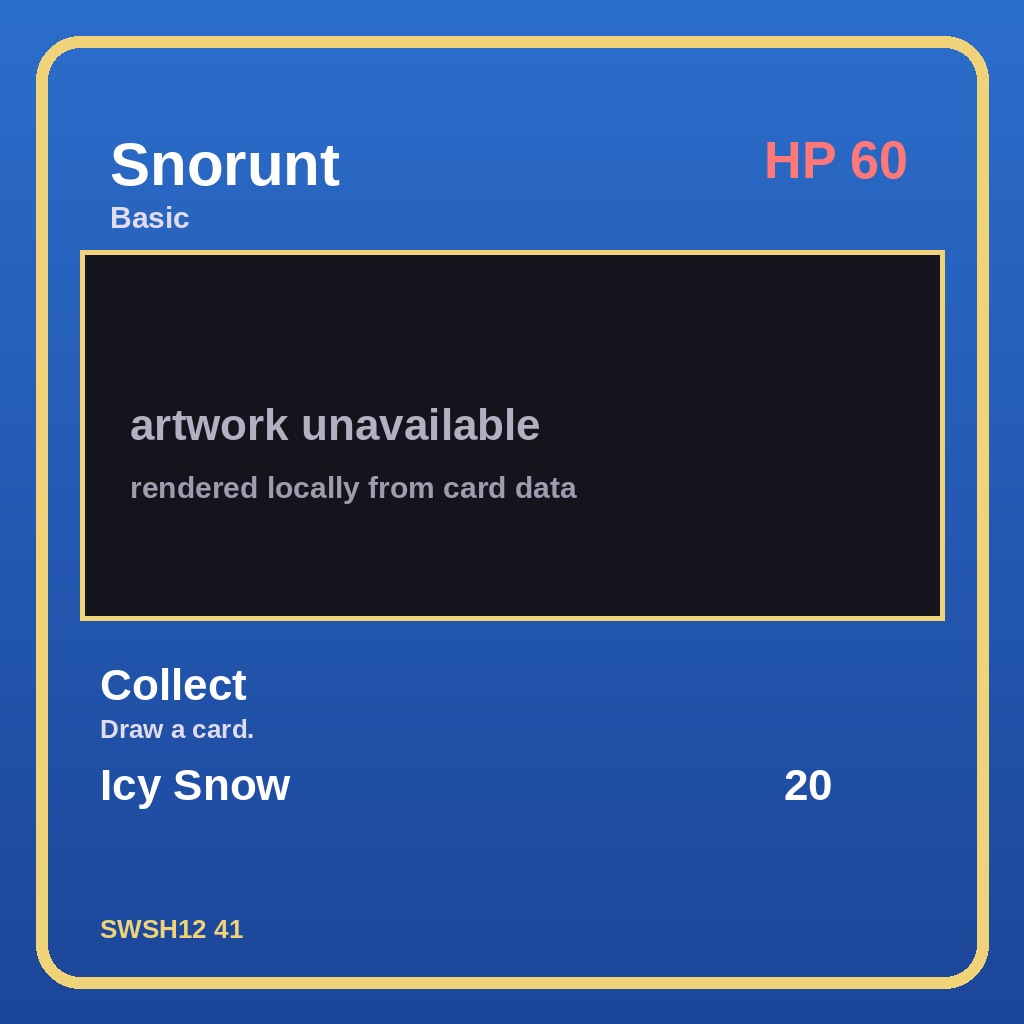 Snorunt
HP 60
Basic
artwork unavailable
rendered locally from card data
Collect
Draw a card.
Icy Snow 20
SWSH12 41